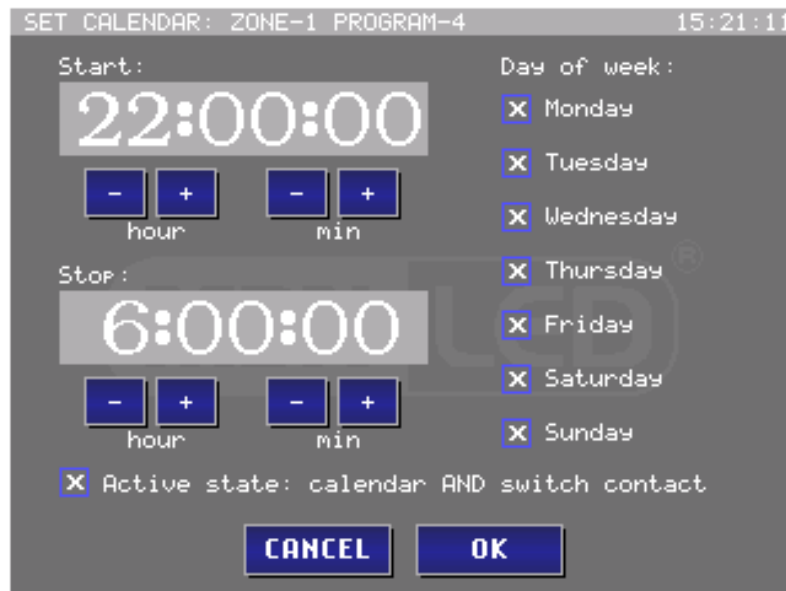 SET CALENDAR: ZONE-1 PROGRAM-4 15:21:11
Start:
22:00:00
- +
hour
- +
min
Stop:
6:00:00
- +
hour
- +
min
Day of week:
X Monday
X Tuesday
X Wednesday
X Thursday
X Friday
X Saturday
X Sunday
X Active state: calendar AND switch contact
CANCEL
OK
LCD
®